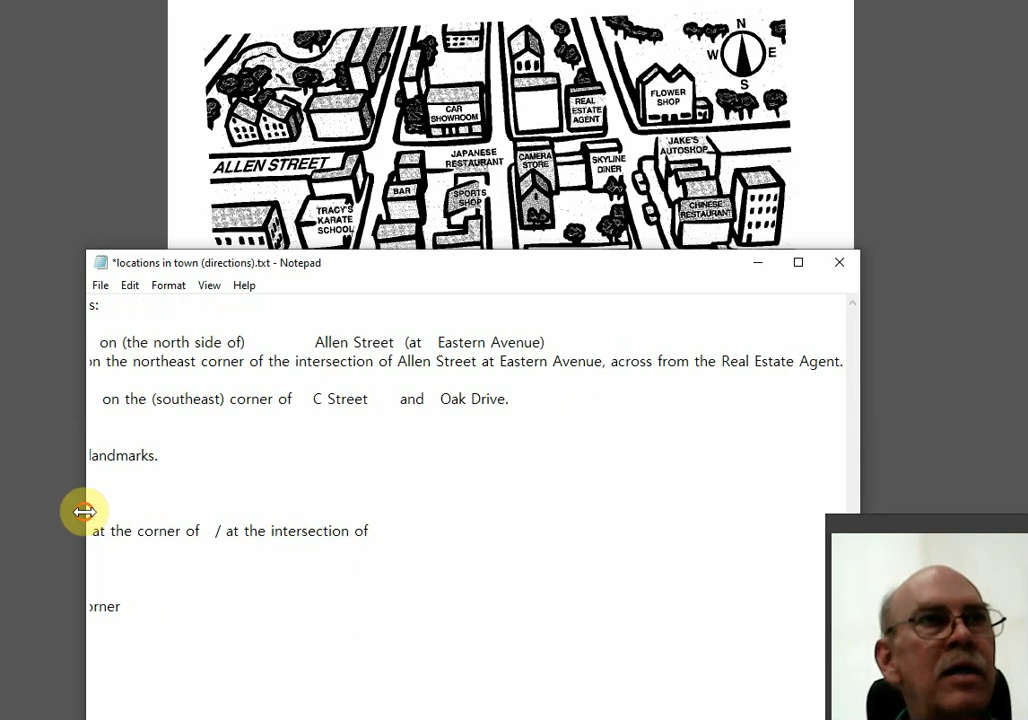 N
W E
S
FLOWER
SHOP
CAR
SHOWROOM
REAL
ESTATE
AGENT
ALLEN STREET
JAPANESE
RESTAURANT
CAMERA
STORE
SKYLINE
DINER
JAKE'S
AUTOSHOP
BAR
SPORTS
SHOP
TRACY'S
KARATE
SCHOOL
CHINESE
RESTAURANT
*locations in town (directions).txt - Notepad
File Edit Format View Help
s:
on (the north side of) Allen Street (at Eastern Avenue)
on the northeast corner of the intersection of Allen Street at Eastern Avenue, across from the Real Estate Agent.
on the (southeast) corner of C Street and Oak Drive.
landmarks.
at the corner of / at the intersection of
orner